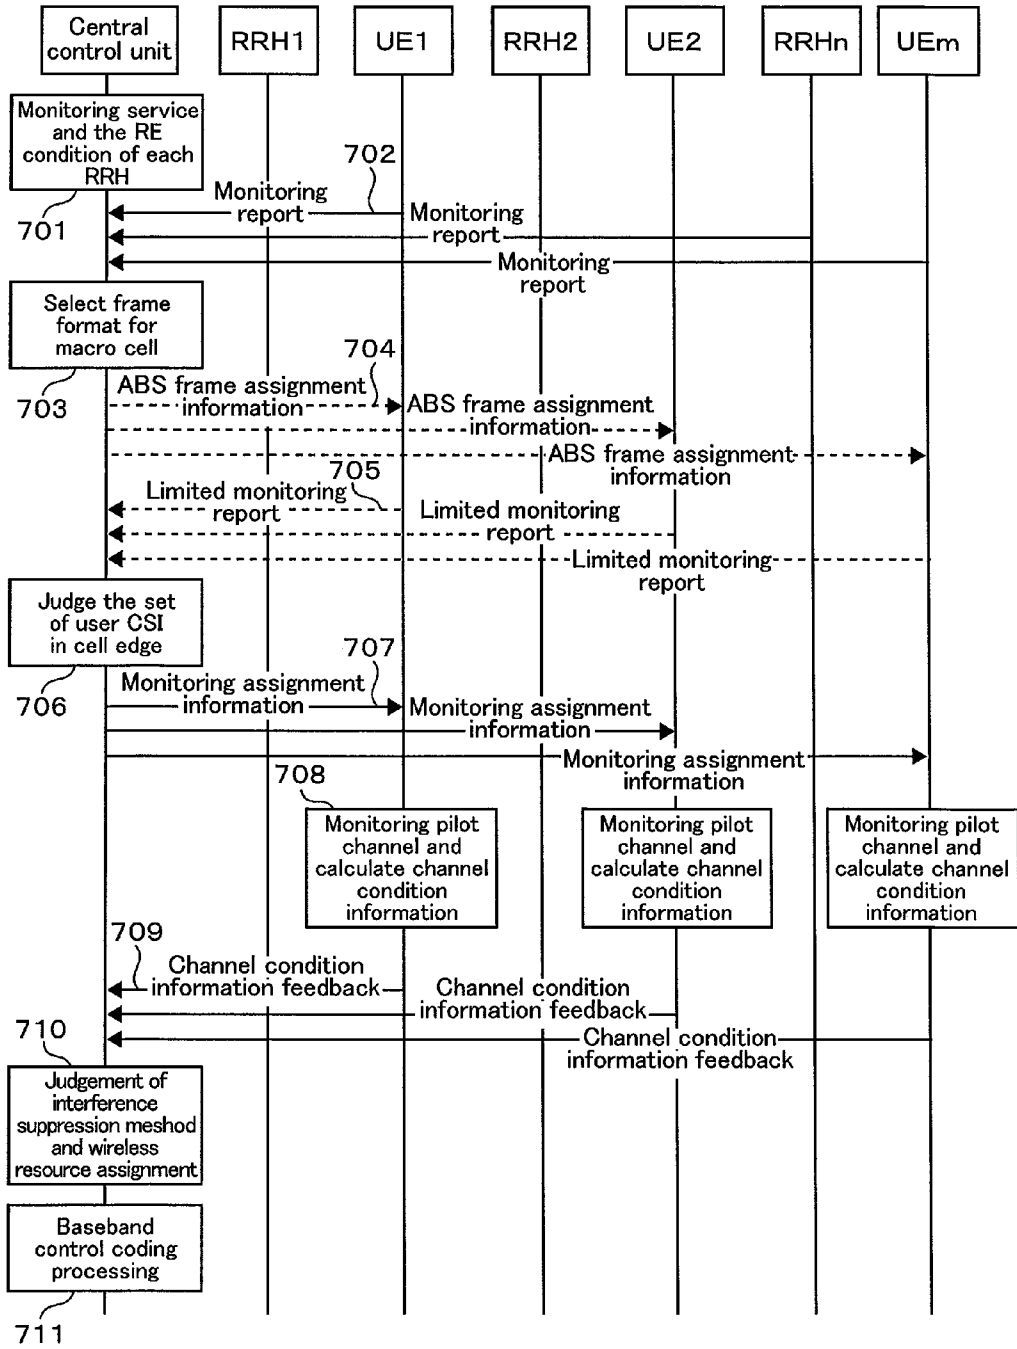 Central
control unit
RRH1
UE1
RRH2
UE2
RRHn
UEm
Monitoring service
and the RE
condition of each
RRH
701
702
Monitoring
report
Monitoring
report
Monitoring
report
Select frame
format for
macro cell
703
704
ABS frame assignment
information
ABS frame assignment
information
ABS frame assignment
information
705
Limited monitoring
report
Limited monitoring
report
Limited monitoring
report
Judge the set
of user CSI
in cell edge
706
707
Monitoring assignment
information
Monitoring assignment
information
Monitoring assignment
information
708
Monitoring pilot
channel and
calculate channel
condition
information
Monitoring pilot
channel and
calculate channel
condition
information
Monitoring pilot
channel and
calculate channel
condition
information
709
Channel condition
information feedback
Channel condition
information feedback
Channel condition
information feedback
710
Judgement of
interference
suppression meshod
and wireless
resource assignment
Baseband
control coding
processing
711